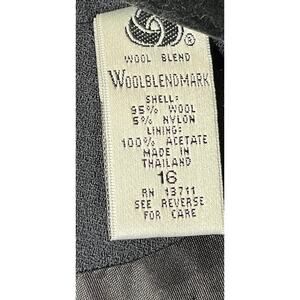 ®
WOOL BLEND
WOOLBLENDMARK
SHELL:
95% WOOL
5% NYLON
LINING:
100% ACETATE
MADE IN
THAILAND
16
RN 13711
SEE REVERSE
FOR CARE